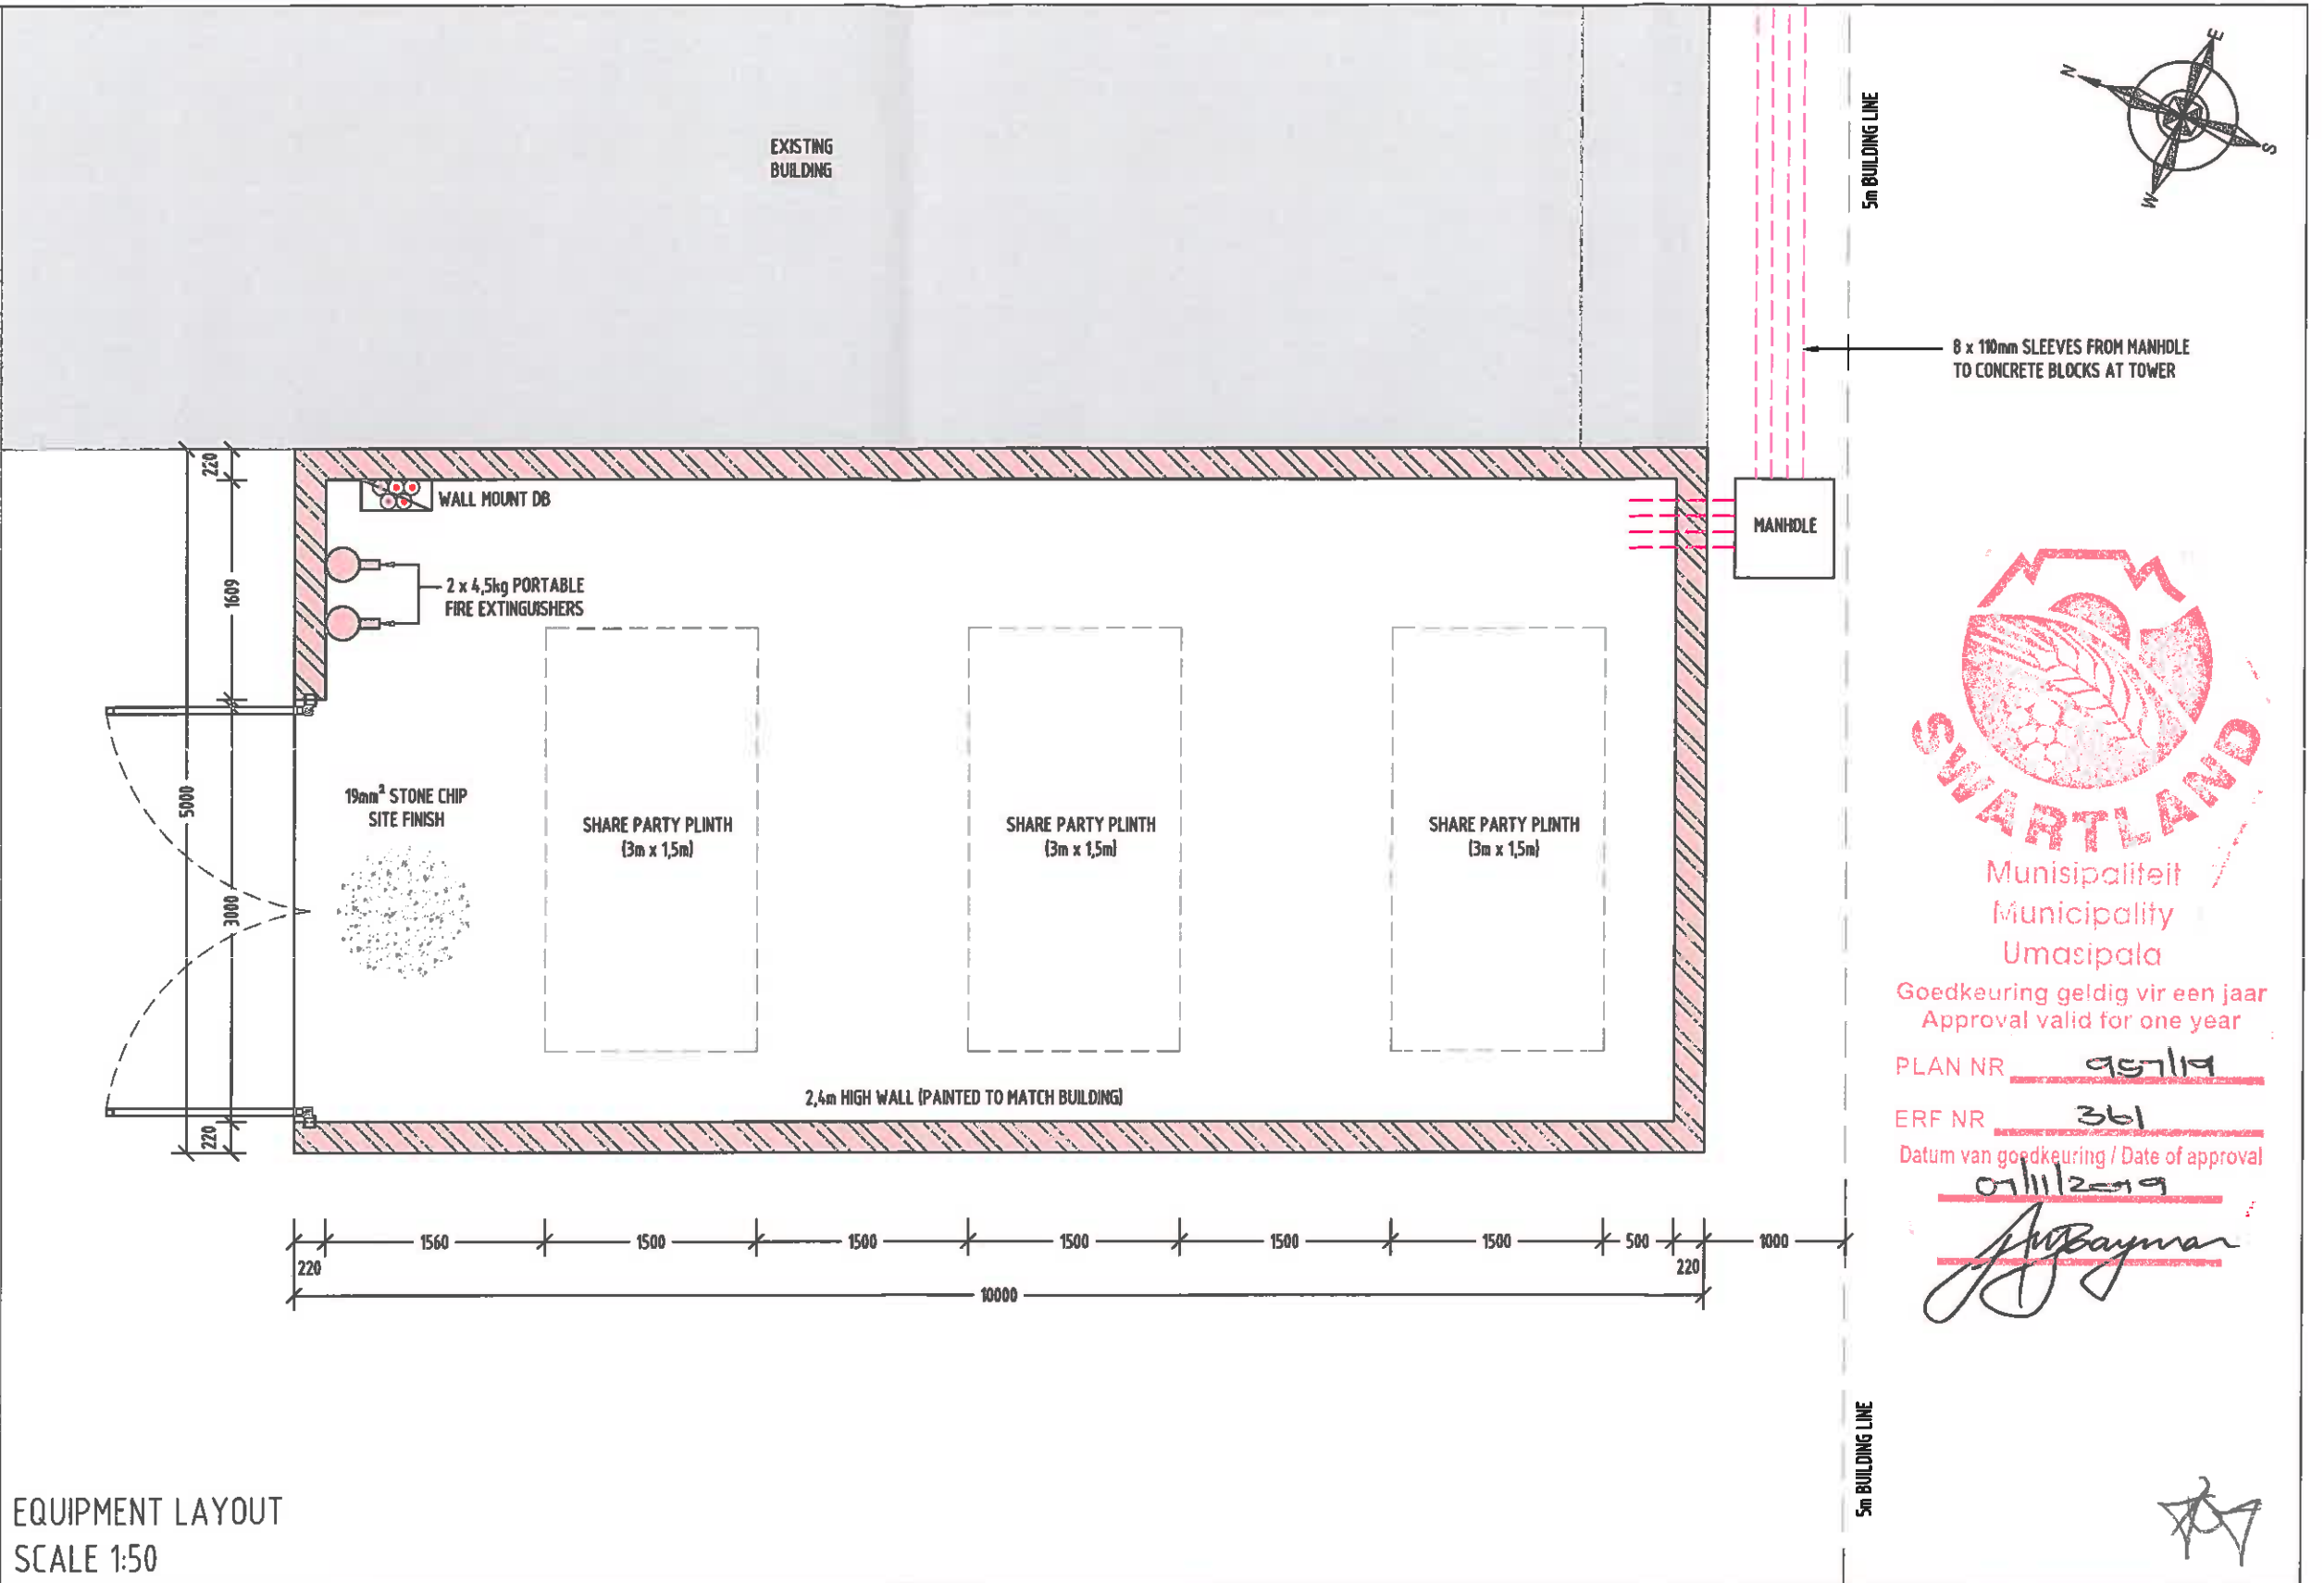 EXISTING
BUILDING
5m BUILDING LINE
N
E
S
W
8 x 110mm SLEEVES FROM MANHOLE
TO CONCRETE BLOCKS AT TOWER
220
1609
5000
3000
220
WALL MOUNT DB
2 x 4,5kg PORTABLE
FIRE EXTINGUISHERS
MANHOLE
19mm² STONE CHIP
SITE FINISH
SHARE PARTY PLINTH
(3m x 1,5m)
SHARE PARTY PLINTH
(3m x 1,5m)
SHARE PARTY PLINTH
(3m x 1,5m)
2,4m HIGH WALL (PAINTED TO MATCH BUILDING)
220
1560
1500
1500
1500
1500
1500
500
220
1000
10000
SWARTLAND
Munisipaliteit
Municipality
Umasipala
Goedkeuring geldig vir een jaar
Approval valid for one year
PLAN NR 957/19
ERF NR 361
Datum van goedkeuring / Date of approval
07/11/2019
5m BUILDING LINE
EQUIPMENT LAYOUT
SCALE 1:50